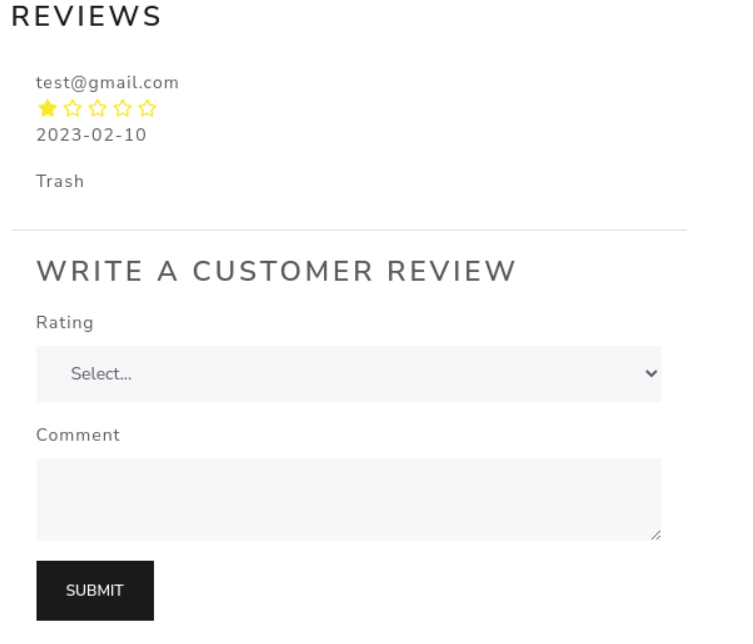 REVIEWS
test@gmail.com
2023-02-10
Trash
WRITE A CUSTOMER REVIEW
Rating
Select...
Comment
SUBMIT